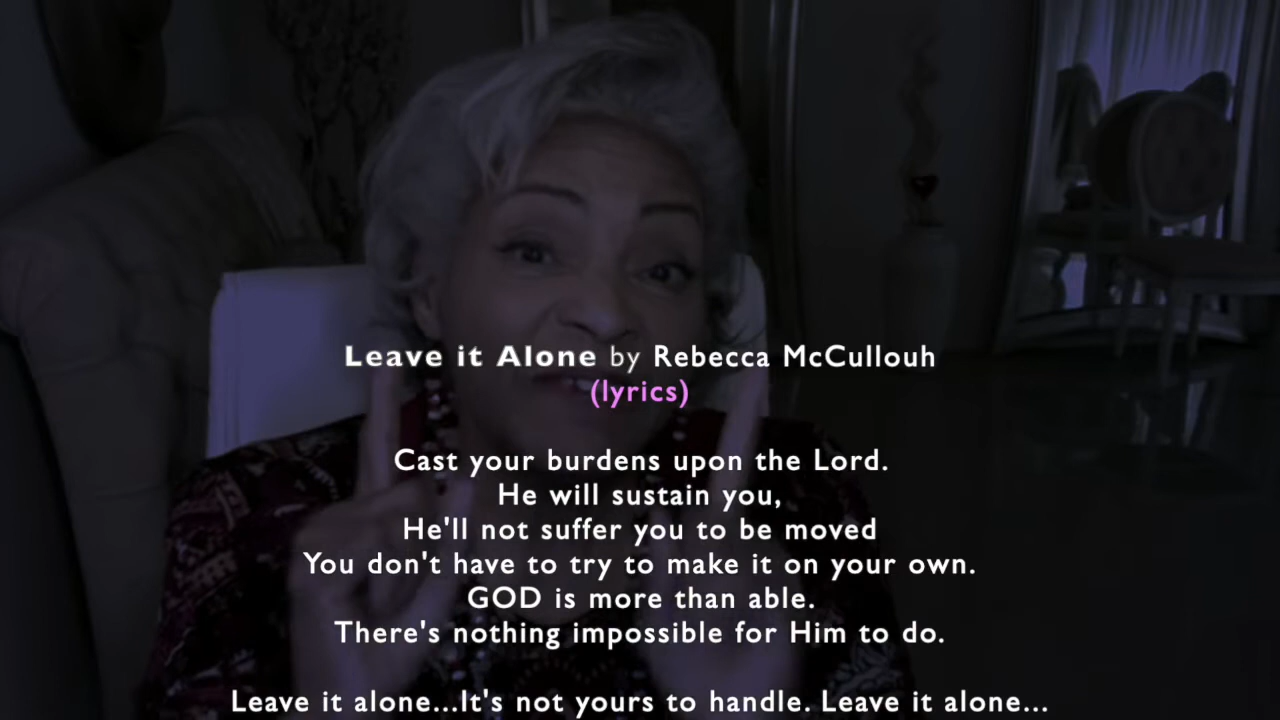 Leave it Alone by Rebecca McCullouh
(lyrics)
Cast your burdens upon the Lord.
He will sustain you,
He'll not suffer you to be moved
You don't have to try to make it on your own.
GOD is more than able.
There's nothing impossible for Him to do.
Leave it alone...It's not yours to handle. Leave it alone...